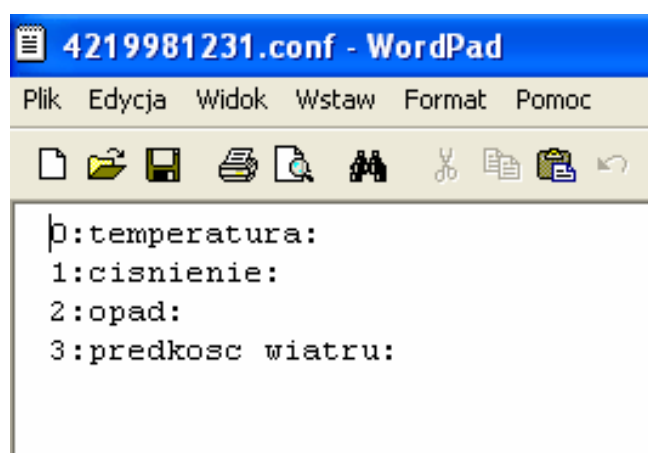 4219981231.conf - WordPad
Plik Edycja Widok Wstaw Format Pomoc
0:temperatura:
1:cisnienie:
2:opad:
3:predkosc wiatru: